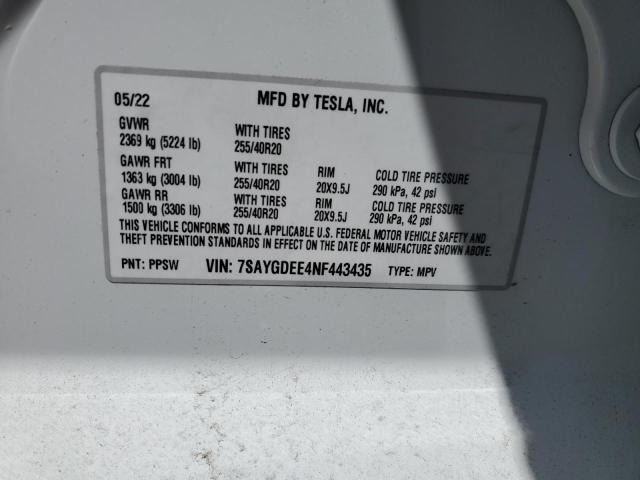 05/22 MFD BY TESLA, INC.
GVWR
2369 kg (5224 lb) WITH TIRES 255/40R20
GAWR FRT
1363 kg (3004 lb) WITH TIRES 255/40R20 RIM 20X9.5J COLD TIRE PRESSURE 290 kPa, 42 psi
GAWR RR
1500 kg (3306 lb) WITH TIRES 255/40R20 RIM 20X9.5J COLD TIRE PRESSURE 290 kPa, 42 psi
THIS VEHICLE CONFORMS TO ALL APPLICABLE U.S. FEDERAL MOTOR VEHICLE SAFETY AND
THEFT PREVENTION STANDARDS IN EFFECT ON THE DATE OF MANUFACTURE SHOWN ABOVE.
PNT: PPSW VIN: 7SAYGDEE4NF443435 TYPE: MPV